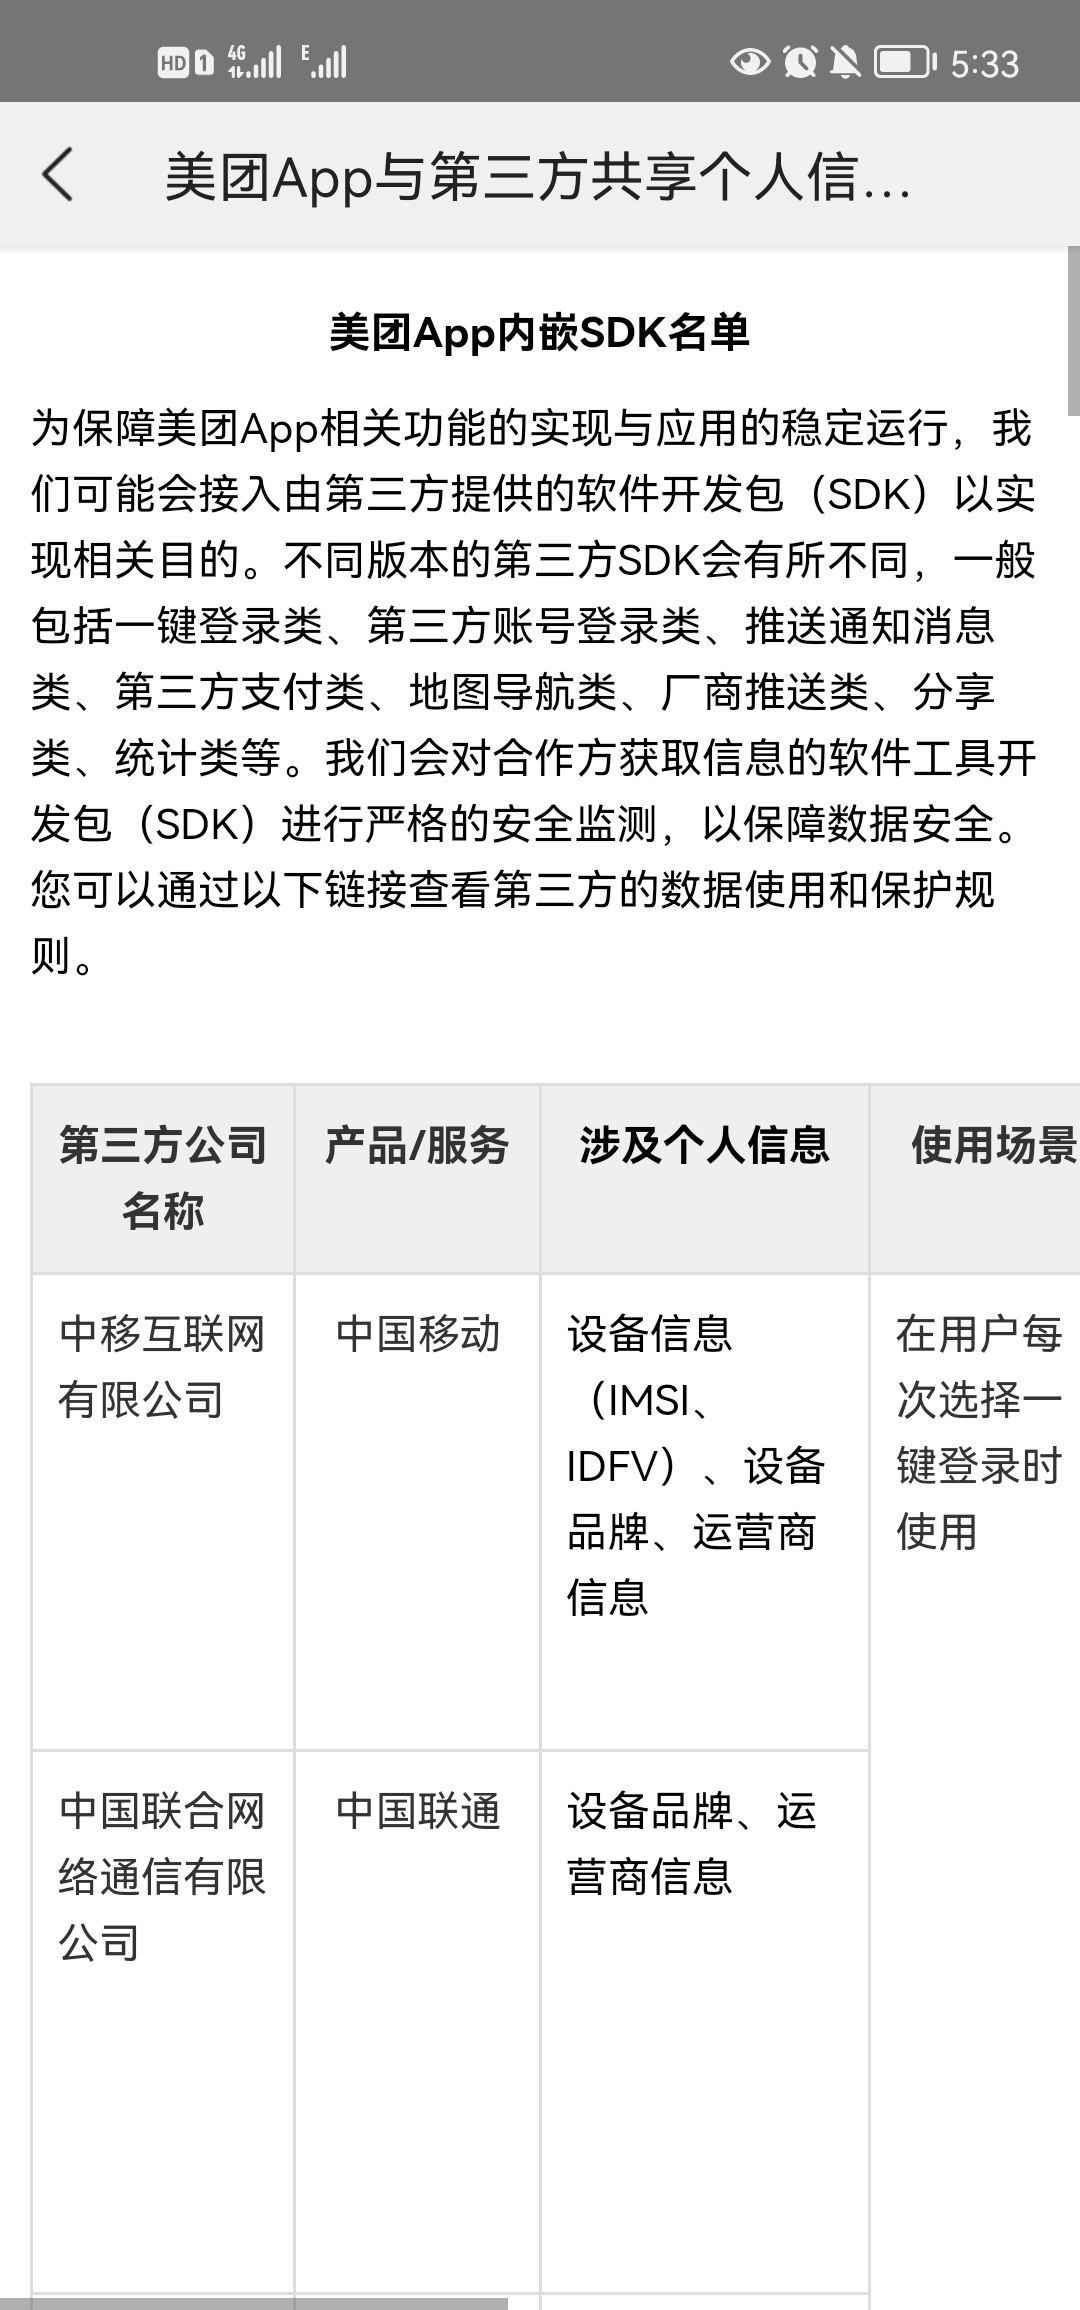 HD 1 4G E 5:33
美团App与第三方共享个人信...
美团App内嵌SDK名单
为保障美团App相关功能的实现与应用的稳定运行，我
们可能会接入由第三方提供的软件开发包（SDK）以实
现相关目的。不同版本的第三方SDK会有所不同，一般
包括一键登录类、第三方账号登录类、推送通知消息
类、第三方支付类、地图导航类、厂商推送类、分享
类、统计类等。我们会对合作方获取信息的软件工具开
发包（SDK）进行严格的安全监测，以保障数据安全。
您可以通过以下链接查看第三方的数据使用和保护规
则。
第三方公司
名称
产品/服务
涉及个人信息
使用场景
中移互联网
有限公司
中国移动
设备信息
（IMSI、
IDFV）、设备
品牌、运营商
信息
在用户每
次选择一
键登录时
使用
中国联合网
络通信有限
公司
中国联通
设备品牌、运
营商信息